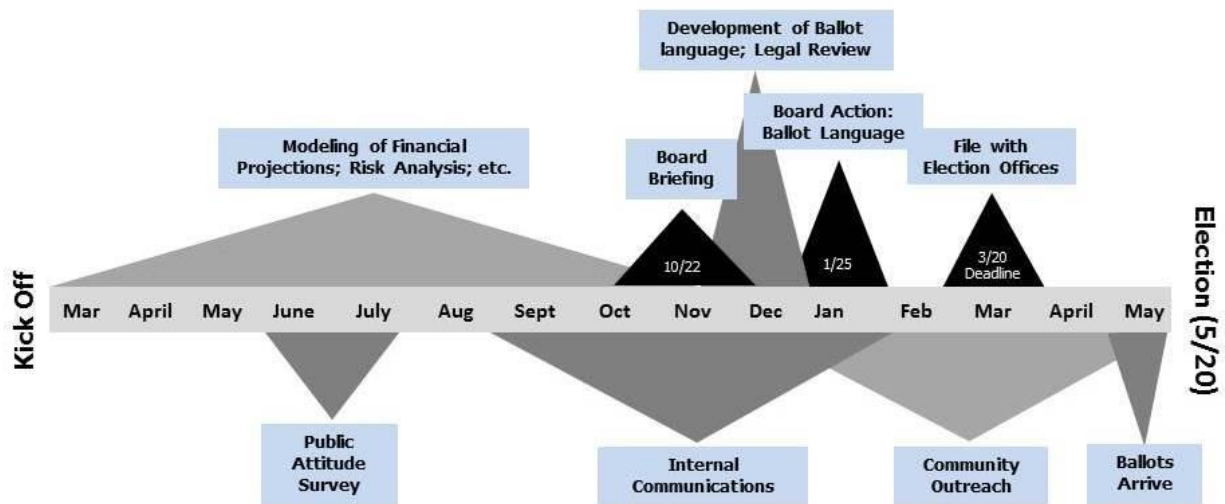 Development of Ballot
language; Legal Review
Modeling of Financial
Projections; Risk Analysis; etc.
Board
Briefing
Board Action:
Ballot Language
File with
Election Offices
10/22
1/25
3/20
Deadline
Kick Off
Mar April May June July Aug Sept Oct Nov Dec Jan Feb Mar April May
Election (5/20)
Public
Attitude
Survey
Internal
Communications
Community
Outreach
Ballots
Arrive